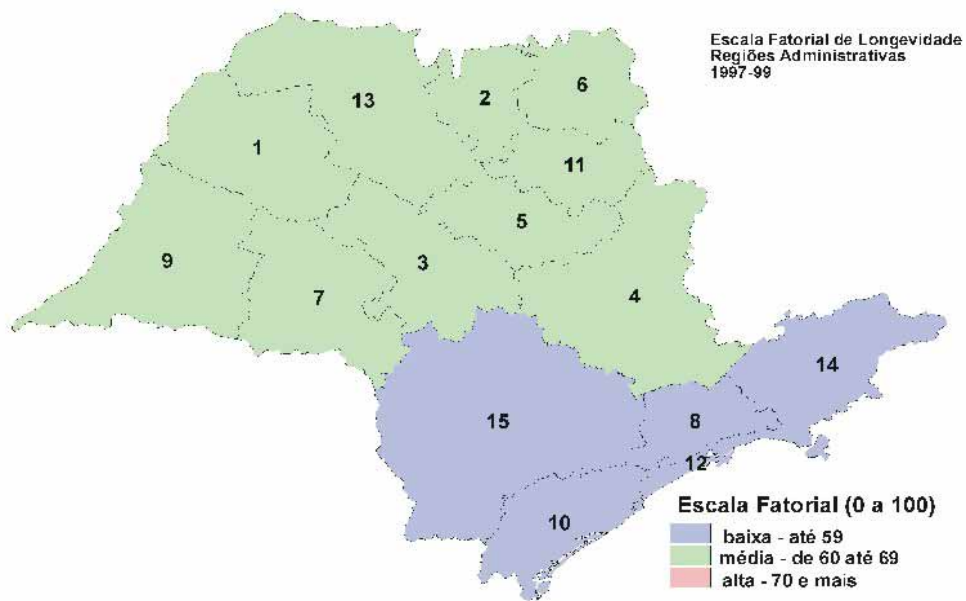 Escala Fatorial de Longevidade
Regiões Administrativas
1997-99
6
2
13
1
11
5
9
3
7
4
14
15
8
12
10
Escala Fatorial (0 a 100)
baixa - até 59
média - de 60 até 69
alta - 70 e mais